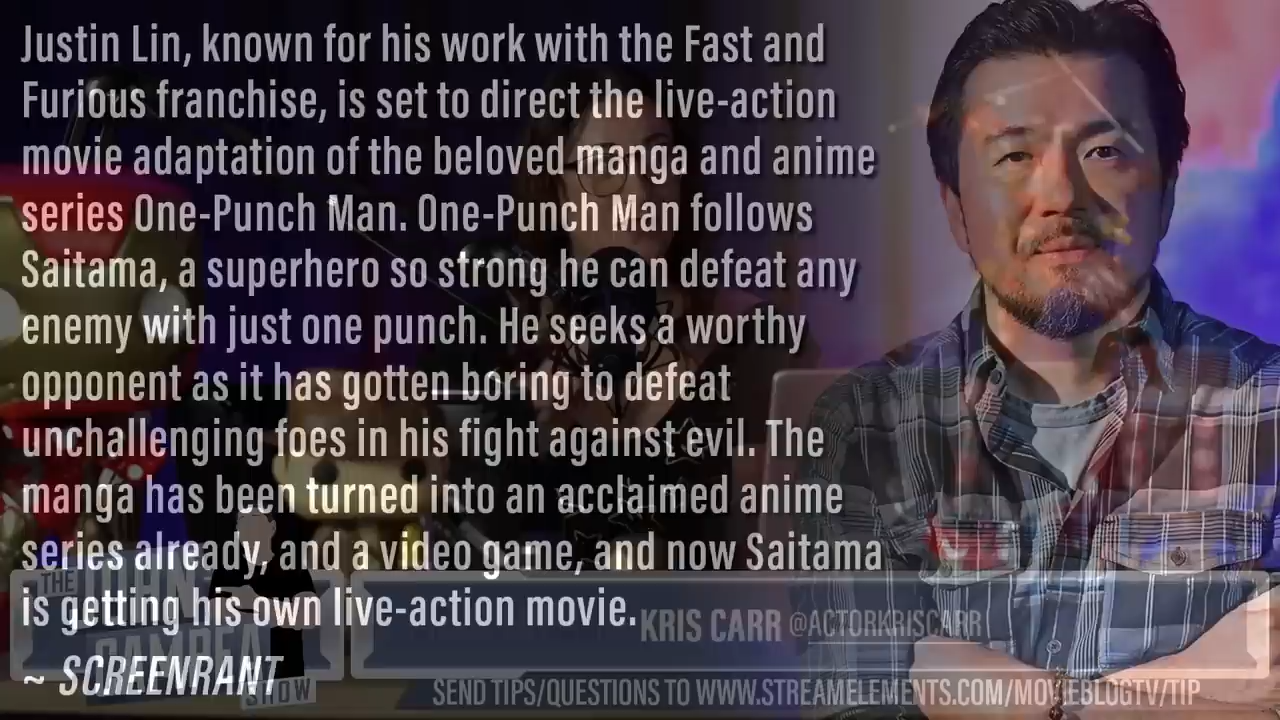 Justin Lin, known for his work with the Fast and
Furious franchise, is set to direct the live-action
movie adaptation of the beloved manga and anime
series One-Punch Man. One-Punch Man follows
Saitama, a superhero so strong he can defeat any
enemy with just one punch. He seeks a worthy
opponent as it has gotten boring to defeat
unchallenging foes in his fight against evil. The
manga has been turned into an acclaimed anime
series already, and a video game, and now Saitama
is getting his own live-action movie.
~ SCREENRANT
THE
JOHN
CAMPEA
SHOW
KRIS CARR @ACTORKRISCARR
SEND TIPS/QUESTIONS TO WWW.STREAMELEMENTS.COM/MOVIEBLOGTV/TIP